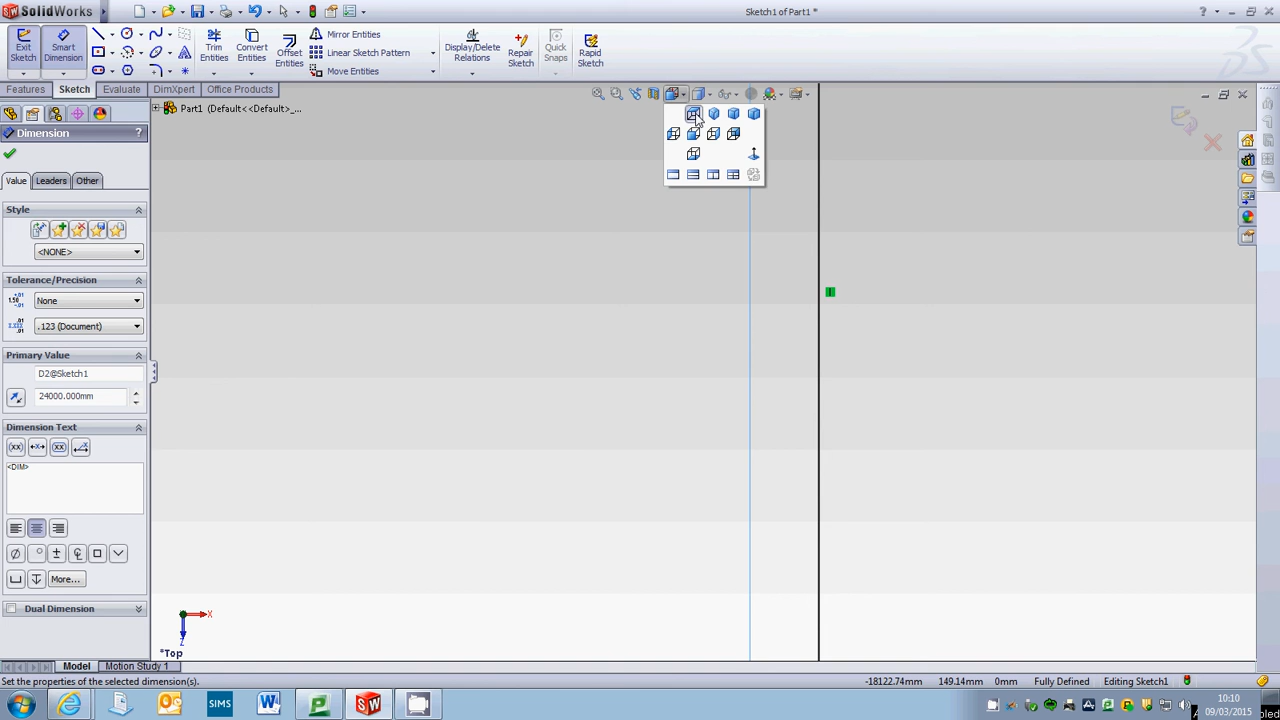 SolidWorks
Sketch1 of Part1 *
Exit Sketch
Smart Dimension
Trim Entities
Convert Entities
Offset Entities
Mirror Entities
Linear Sketch Pattern
Move Entities
Display/Delete Relations
Repair Sketch
Quick Snaps
Rapid Sketch
Features
Sketch
Evaluate
DimXpert
Office Products
Part1 (Default<<Default>_...
Dimension
Value
Leaders
Other
Style
<NONE>
Tolerance/Precision
None
.123 (Document)
Primary Value
D2@Sketch1
24000.000mm
Dimension Text
<DIM>
More...
Dual Dimension
X
Z
*Top
Model
Motion Study 1
Set the properties of the selected dimension(s).
-18122.74mm
149.14mm
0mm
Fully Defined
Editing Sketch1
SIMS
10:10
09/03/2015